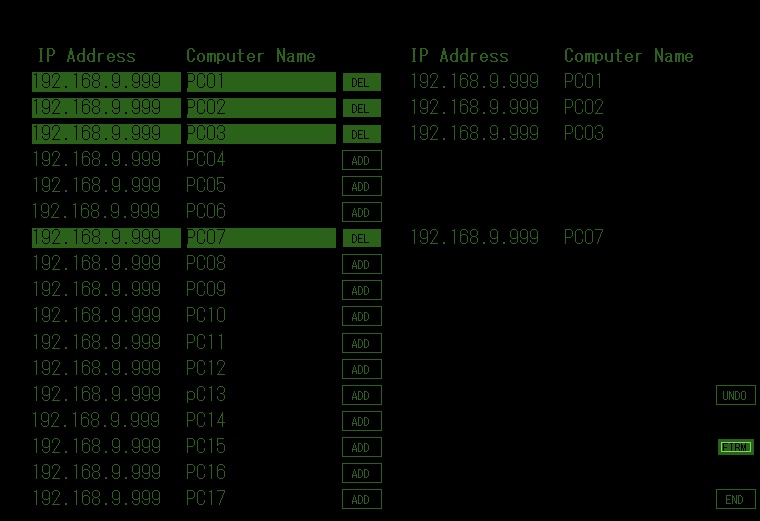 IP Address Computer Name IP Address Computer Name
192.168.9.999 PC01 DEL 192.168.9.999 PC01
192.168.9.999 PC02 DEL 192.168.9.999 PC02
192.168.9.999 PC03 DEL 192.168.9.999 PC03
192.168.9.999 PC04 ADD
192.168.9.999 PC05 ADD
192.168.9.999 PC06 ADD
192.168.9.999 PC07 DEL 192.168.9.999 PC07
192.168.9.999 PC08 ADD
192.168.9.999 PC09 ADD
192.168.9.999 PC10 ADD
192.168.9.999 PC11 ADD
192.168.9.999 PC12 ADD
192.168.9.999 pC13 ADD UNDO
192.168.9.999 PC14 ADD
192.168.9.999 PC15 ADD
192.168.9.999 PC16 ADD
192.168.9.999 PC17 ADD END